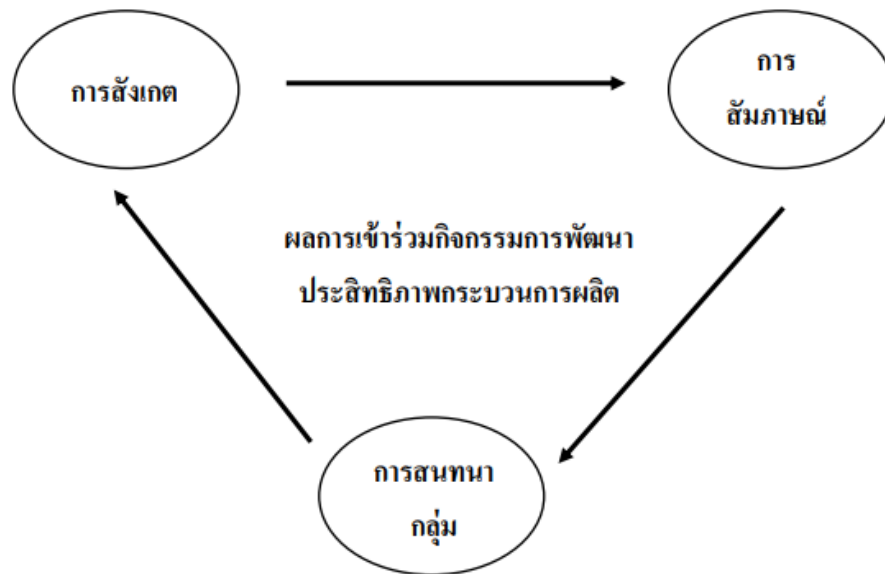 การสังเกต
การ
สัมภาษณ์
ผลการเข้าร่วมกิจกรรมการพัฒนา
ประสิทธิภาพกระบวนการผลิต
การสนทนา
กลุ่ม